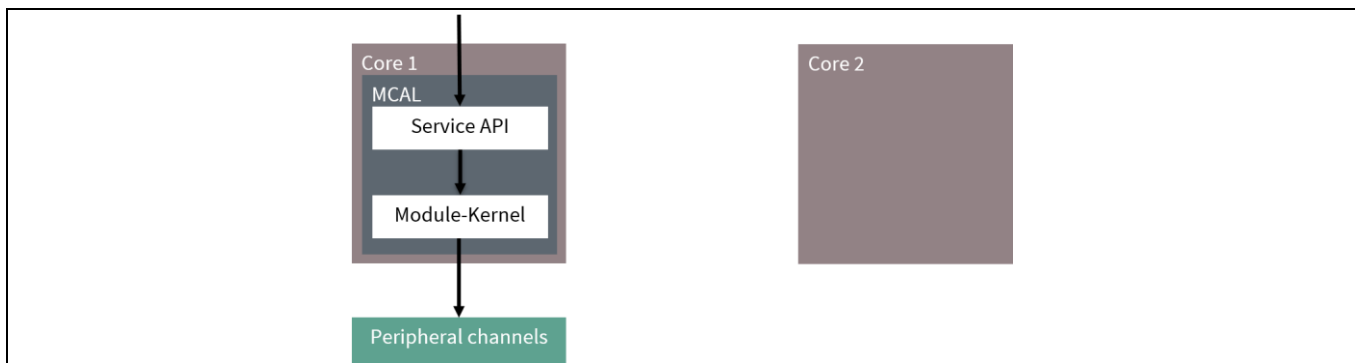 Core 1
Core 2
MCAL
Service API
Module-Kernel
Peripheral channels